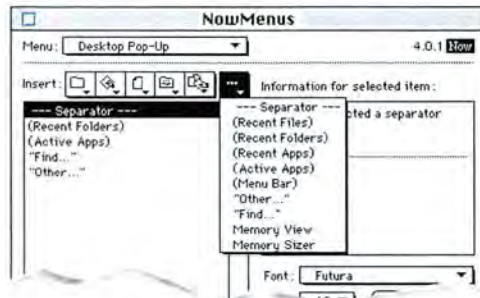 NowMenus
Menu: Desktop Pop-Up
4.0.1 Now
Insert:
Information for selected item:
--- Separator ---
(Recent Folders)
(Active Apps)
"Find..."
"Other..."
--- Separator ---
(Recent Files)
(Recent Folders)
(Recent Apps)
(Active Apps)
(Menu Bar)
"Other..."
"Find..."
Memory View
Memory Sizer
cted a separator
Font: Futura